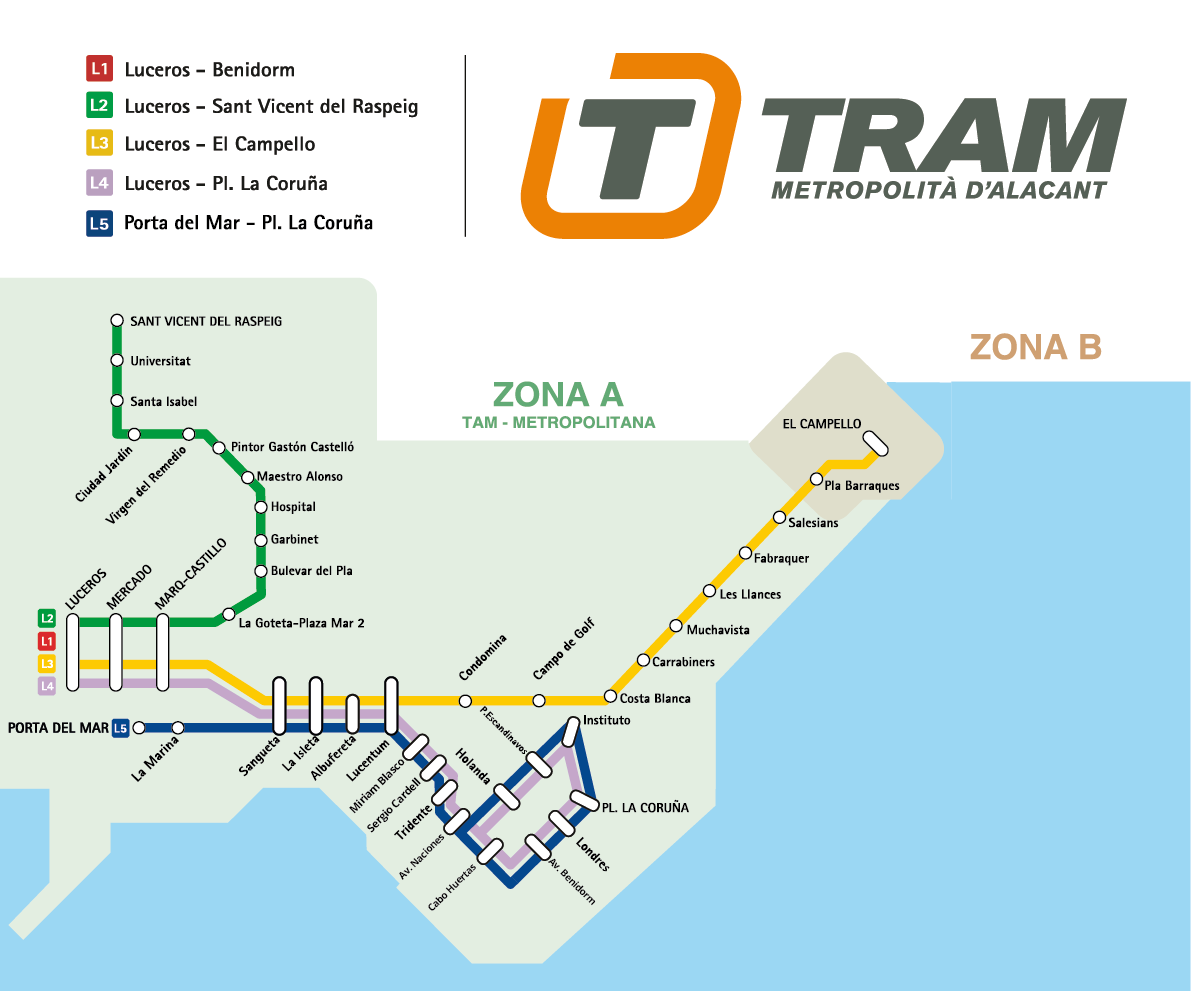 L1 Luceros - Benidorm
L2 Luceros - Sant Vicent del Raspeig
L3 Luceros - El Campello
L4 Luceros - Pl. La Coruña
L5 Porta del Mar - Pl. La Coruña
T TRAM
METROPOLITÀ D'ALACANT
SANT VICENT DEL RASPEIG
Universitat
Santa Isabel
Ciudad Jardín
Virgen del Remedio
Pintor Gastón Castelló
Maestro Alonso
Hospital
Garbinet
Bulevar del Pla
La Goteta-Plaza Mar 2
ZONA A
TAM - METROPOLITANA
ZONA B
EL CAMPELLO
Pla Barraques
Salesians
Fabraquer
Les Llances
Muchavista
Carrabiners
Costa Blanca
Campo de Golf
Condomina
LUCEROS
MERCADO
MARQ-CASTILLO
L2
L1
L3
L4
PORTA DEL MAR L5
La Marina
Sangueta
La Isleta
Albufereta
Lucentum
Miriam Blasco
Sergio Cardell
Tridente
Av. Naciones
Cabo Huertas
Av. Benidorm
Londres
PL. LA CORUÑA
Instituto
P.Escandinavos
Holanda